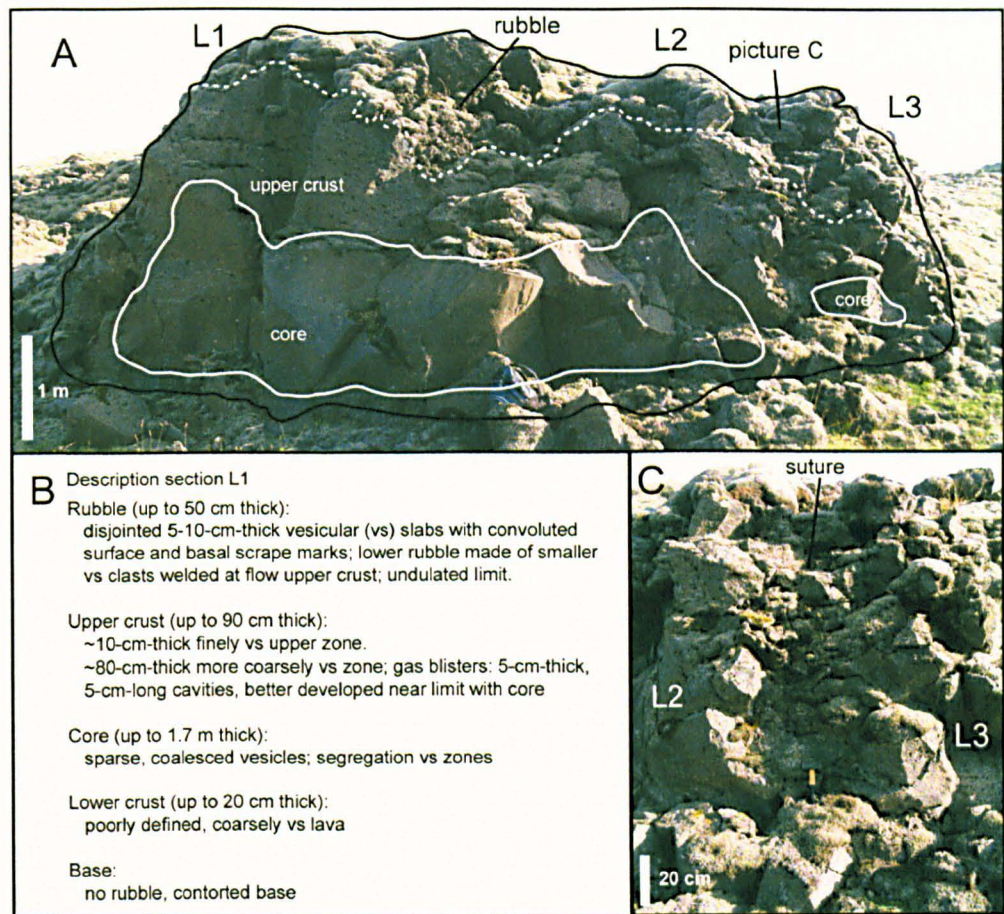 A
L1
rubble
L2
picture C
L3
upper crust
core
core
1 m
B Description section L1
Rubble (up to 50 cm thick):
disjointed 5-10-cm-thick vesicular (vs) slabs with convoluted
surface and basal scrape marks; lower rubble made of smaller
vs clasts welded at flow upper crust; undulated limit.
Upper crust (up to 90 cm thick):
~10-cm-thick finely vs upper zone.
~80-cm-thick more coarsely vs zone; gas blisters: 5-cm-thick,
5-cm-long cavities, better developed near limit with core
Core (up to 1.7 m thick):
sparse, coalesced vesicles; segregation vs zones
Lower crust (up to 20 cm thick):
poorly defined, coarsely vs lava
Base:
no rubble, contorted base
C
suture
L2
L3
20 cm